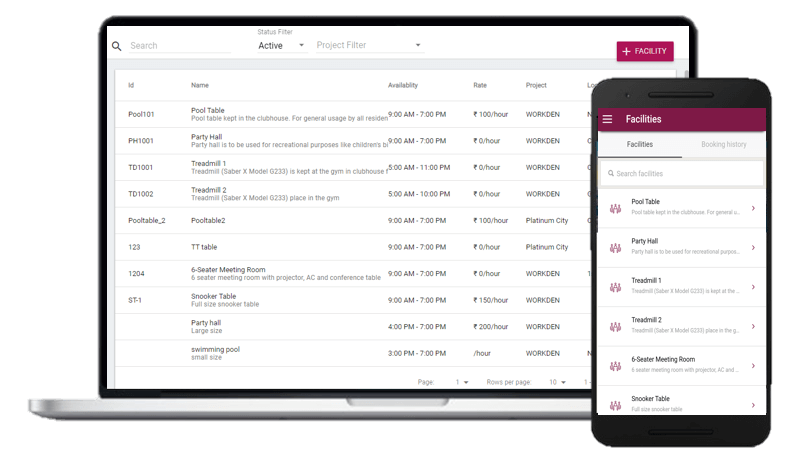 Status Filter
Search
Active
Project Filter
+ FACILITY
Id Name Availablity Rate Project
Pool101 Pool Table 9:00 AM - 7:00 PM ₹ 100/hour WORKDEN N
Pool table kept in the clubhouse. For general usage by all residen
PH1001 Party Hall 9:00 AM - 7:00 PM ₹ 0/hour WORKDEN
Party hall is to be used for recreational purposes like children's bi
TD1001 Treadmill 1 5:00 AM - 11:00 PM ₹ 0/hour WORKDEN
Treadmill (Saber X Model G233) is kept at the gym in clubhouse f
TD1002 Treadmill 2 5:00 AM - 10:00 PM ₹ 0/hour WORKDEN
Treadmill (Saber X Model G233) place in the gym
Pooltable_2 Pooltable2 9:00 AM - 7:00 PM ₹ 100/hour Platinum City
123 TT table 9:00 AM - 7:00 PM ₹ 0/hour Platinum City
1204 6-Seater Meeting Room 9:00 AM - 7:00 PM ₹ 0/hour WORKDEN 1
6 seater meeting room with projector, AC and conference table
ST-1 Snooker Table 9:00 AM - 7:00 PM ₹ 150/hour WORKDEN
Full size snooker table
Party hall 4:00 PM - 7:00 PM ₹ 200/hour WORKDEN
Large size
swimming pool 3:00 PM - 7:00 PM /hour WORKDEN N
small size
Page: 1 Rows per page: 10 1 -
Facilities
Facilities Booking history
Search facilities
Pool Table
Pool table kept in the clubhouse. For general u...
Party Hall
Party hall is to be used for recreational purpos...
Treadmill 1
Treadmill (Saber X Model G233) is kept at the ...
Treadmill 2
Treadmill (Saber X Model G233) place in the g...
6-Seater Meeting Room
6 seater meeting room with projector, AC and ...
Snooker Table
Full size snooker table